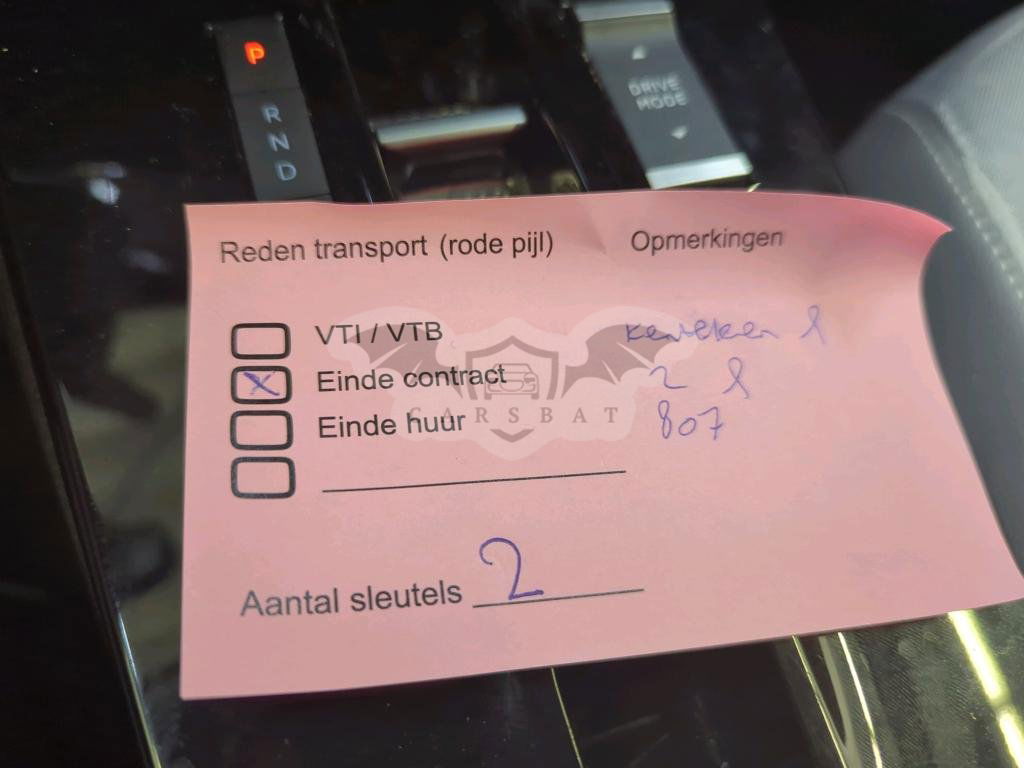 P
R
N
D
DRIVE
MODE
Reden transport (rode pijl) Opmerkingen
VTI / VTB
X Einde contract 2
Einde huur 807
CARSBAT
Aantal sleutels 2